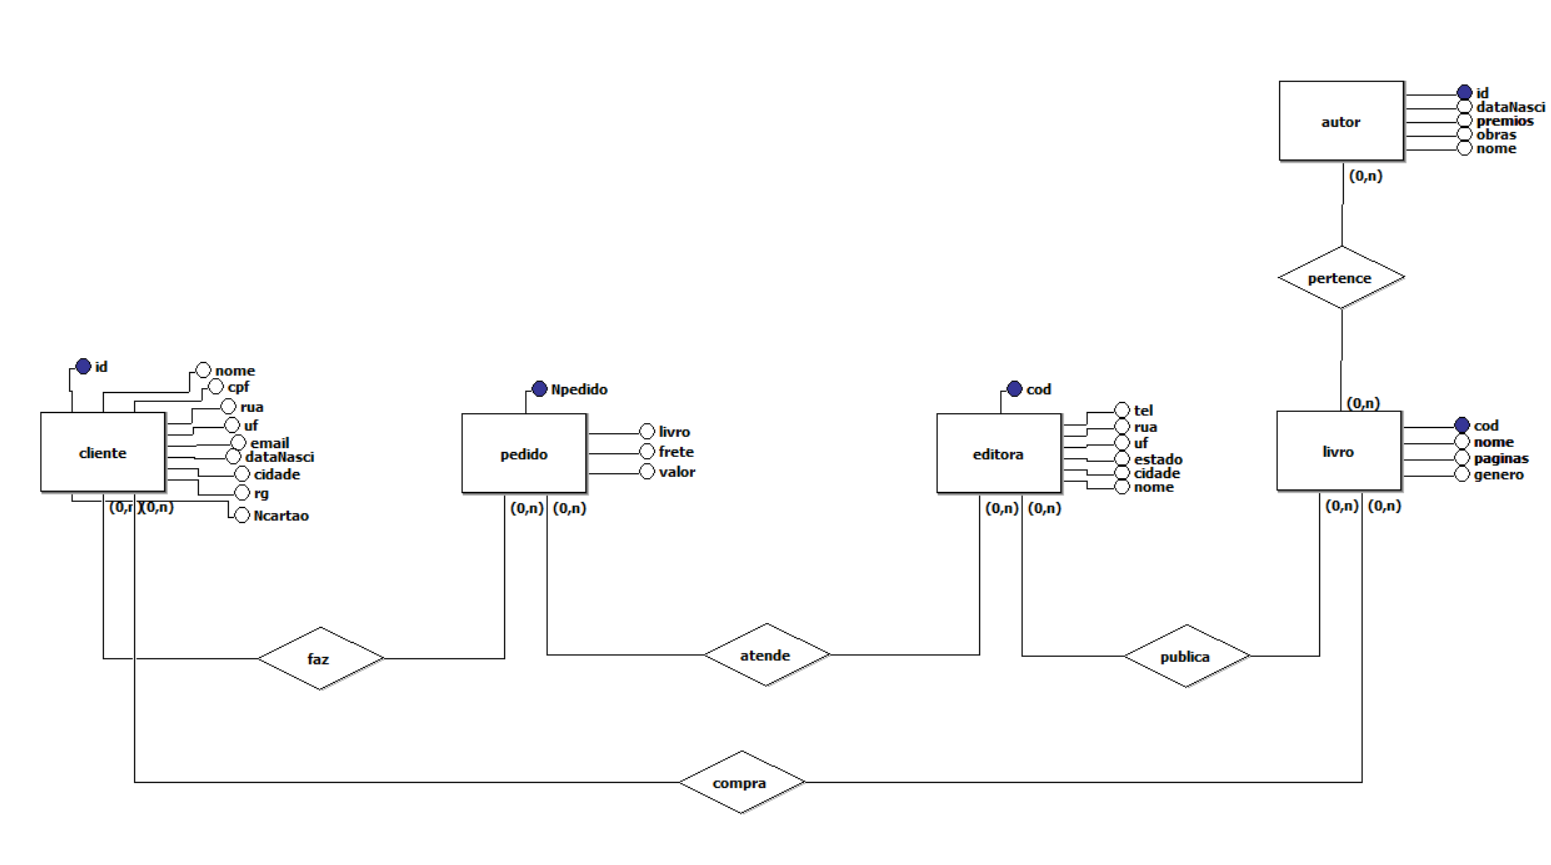 autor
id
dataNasci
premios
obras
nome
(0,n)
pertence
(0,n)
livro
cod
nome
paginas
genero
(0,n)
(0,n)
cliente
id
nome
cpf
rua
uf
email
dataNasci
cidade
rg
Ncartao
(0,n)
(0,n)
pedido
Npedido
livro
frete
valor
(0,n)
(0,n)
editora
cod
tel
rua
uf
estado
cidade
nome
(0,n)
(0,n)
faz
atende
publica
compra